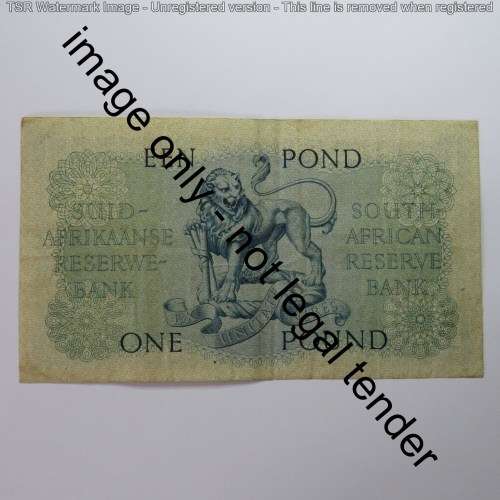 TSR Watermark Image - Unregistered version - This line is removed when registered
image only - not legal tender
EEN POND
SUID- SOUTH
AFRIKAANSE AFRICAN
RESERWE- RESERVE
BANK BANK
ONE POUND